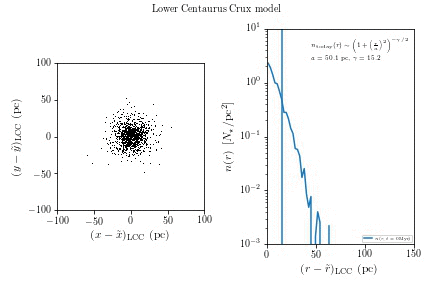 Lower Centaurus Crux model
100
50
0
−50
−100
−100
−50
0
50
100
(y − ỹ)LCC (pc)
(x − x̃)LCC (pc)
10¹
10⁰
10⁻¹
10⁻²
10⁻³
0
50
100
150
n(r) [N⋆/pc²]
(r − r̃)LCC (pc)
n_today(r) ∼ (1 + (r/a)²)^(−γ/2)
a = 50.1 pc, γ = 15.2